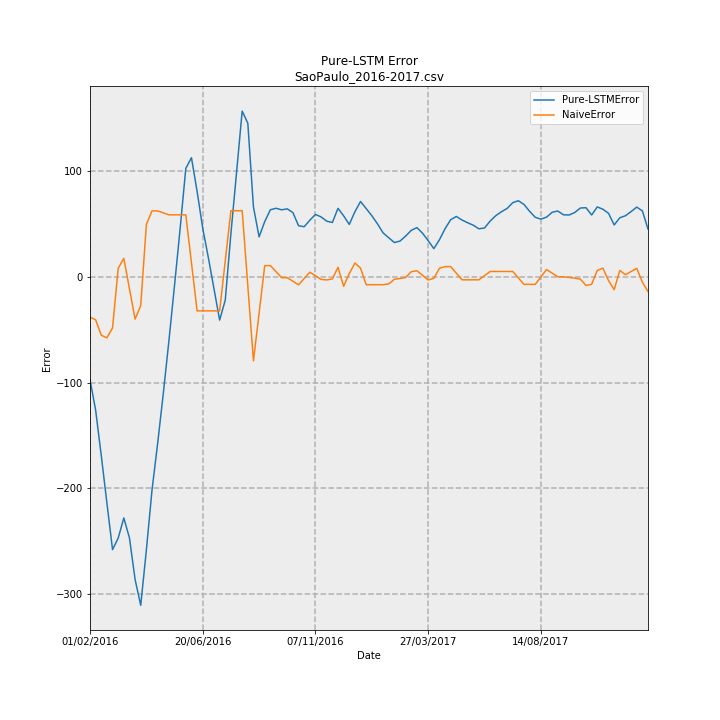 Pure-LSTM Error
SaoPaulo_2016-2017.csv
Pure-LSTMError
NaiveError
Error
100
0
−100
−200
−300
01/02/2016
20/06/2016
07/11/2016
27/03/2017
14/08/2017
Date